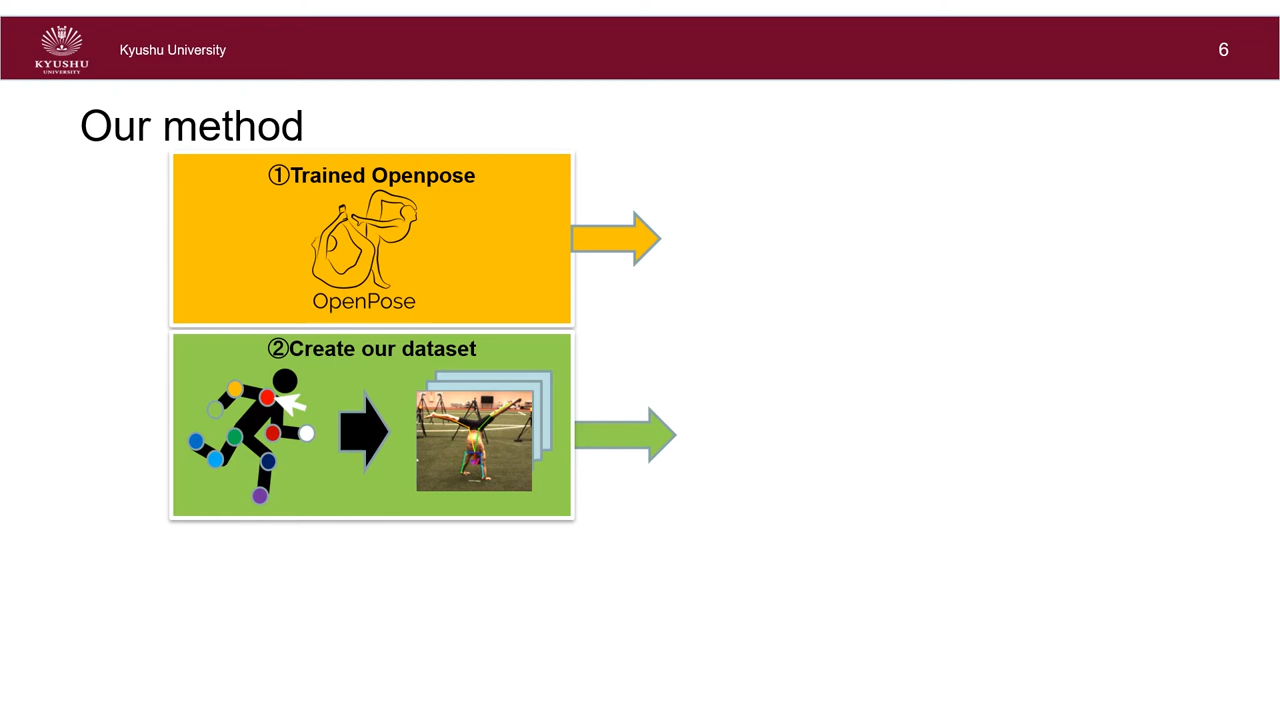 KYUSHU
UNIVERSITY
Kyushu University
6
Our method
①Trained Openpose
OpenPose
②Create our dataset